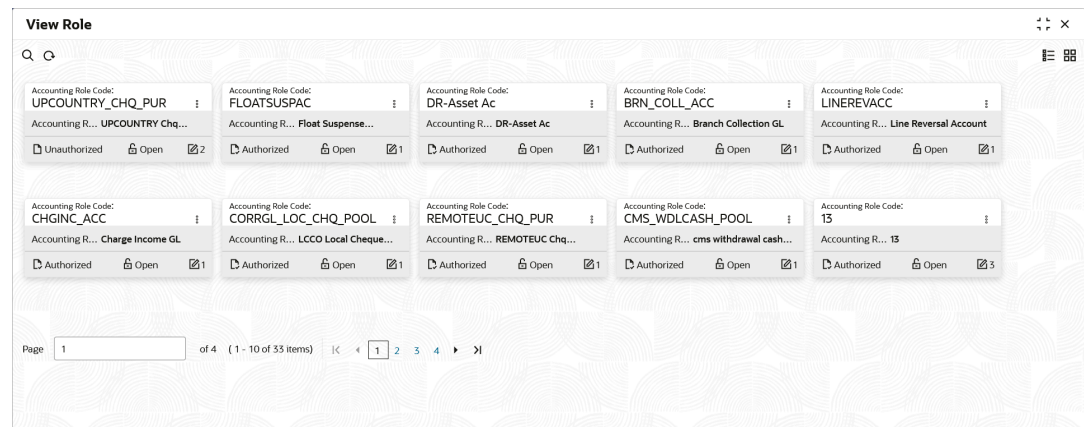 View Role
Accounting Role Code:
UPCOUNTRY_CHQ_PUR
Accounting R... UPCOUNTRY Chq...
Unauthorized Open 2
Accounting Role Code:
FLOATSUSPAC
Accounting R... Float Suspense...
Authorized Open 1
Accounting Role Code:
DR-Asset Ac
Accounting R... DR-Asset Ac
Authorized Open 1
Accounting Role Code:
BRN_COLL_ACC
Accounting R... Branch Collection GL
Authorized Open 1
Accounting Role Code:
LINEREVACC
Accounting R... Line Reversal Account
Authorized Open 1
Accounting Role Code:
CHGINC_ACC
Accounting R... Charge Income GL
Authorized Open 1
Accounting Role Code:
CORRGL_LOC_CHQ_POOL
Accounting R... LCCO Local Cheque...
Authorized Open 1
Accounting Role Code:
REMOTEUC_CHQ_PUR
Accounting R... REMOTEUC Chq...
Authorized Open 1
Accounting Role Code:
CMS_WDLCASH_POOL
Accounting R... cms withdrawal cash...
Authorized Open 1
Accounting Role Code:
13
Accounting R... 13
Authorized Open 3
Page 1 of 4 ( 1 - 10 of 33 items) 1 2 3 4